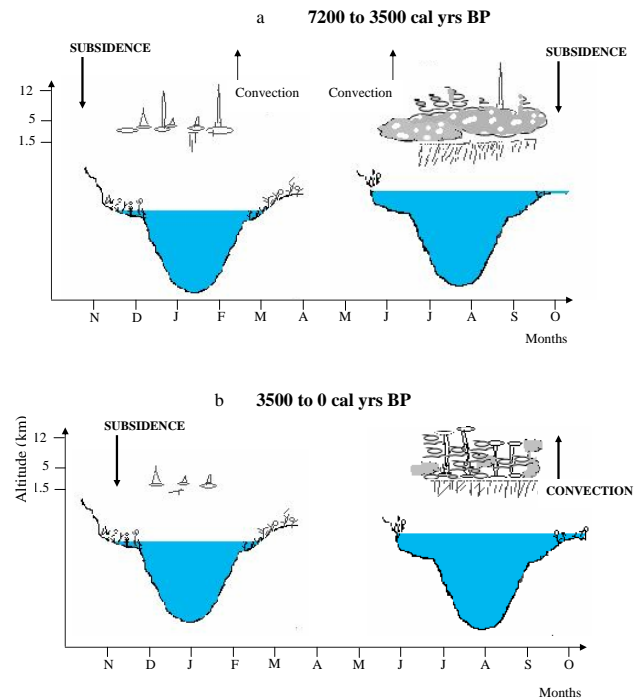 a 7200 to 3500 cal yrs BP
SUBSIDENCE
SUBSIDENCE
Convection
Convection
12
5
1.5
N D J F M A M J J A S O
Months
b 3500 to 0 cal yrs BP
Altitude (km)
SUBSIDENCE
12
5
1.5
CONVECTION
N D J F M A M J J A S O
Months